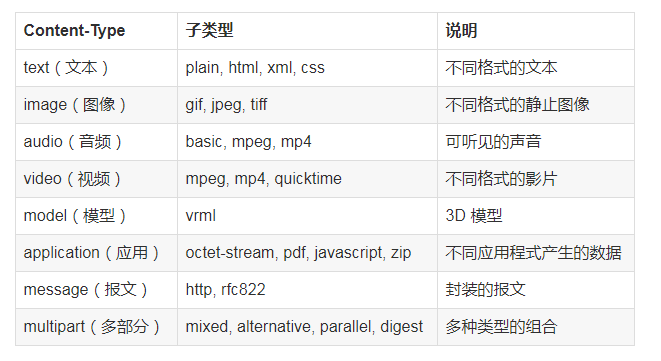 Content-Type 子类型 说明
text（文本） plain, html, xml, css 不同格式的文本
image（图像） gif, jpeg, tiff 不同格式的静止图像
audio（音频） basic, mpeg, mp4 可听见的声音
video（视频） mpeg, mp4, quicktime 不同格式的影片
model（模型） vrml 3D 模型
application（应用） octet-stream, pdf, javascript, zip 不同应用程式产生的数据
message（报文） http, rfc822 封装的报文
multipart（多部分） mixed, alternative, parallel, digest 多种类型的组合